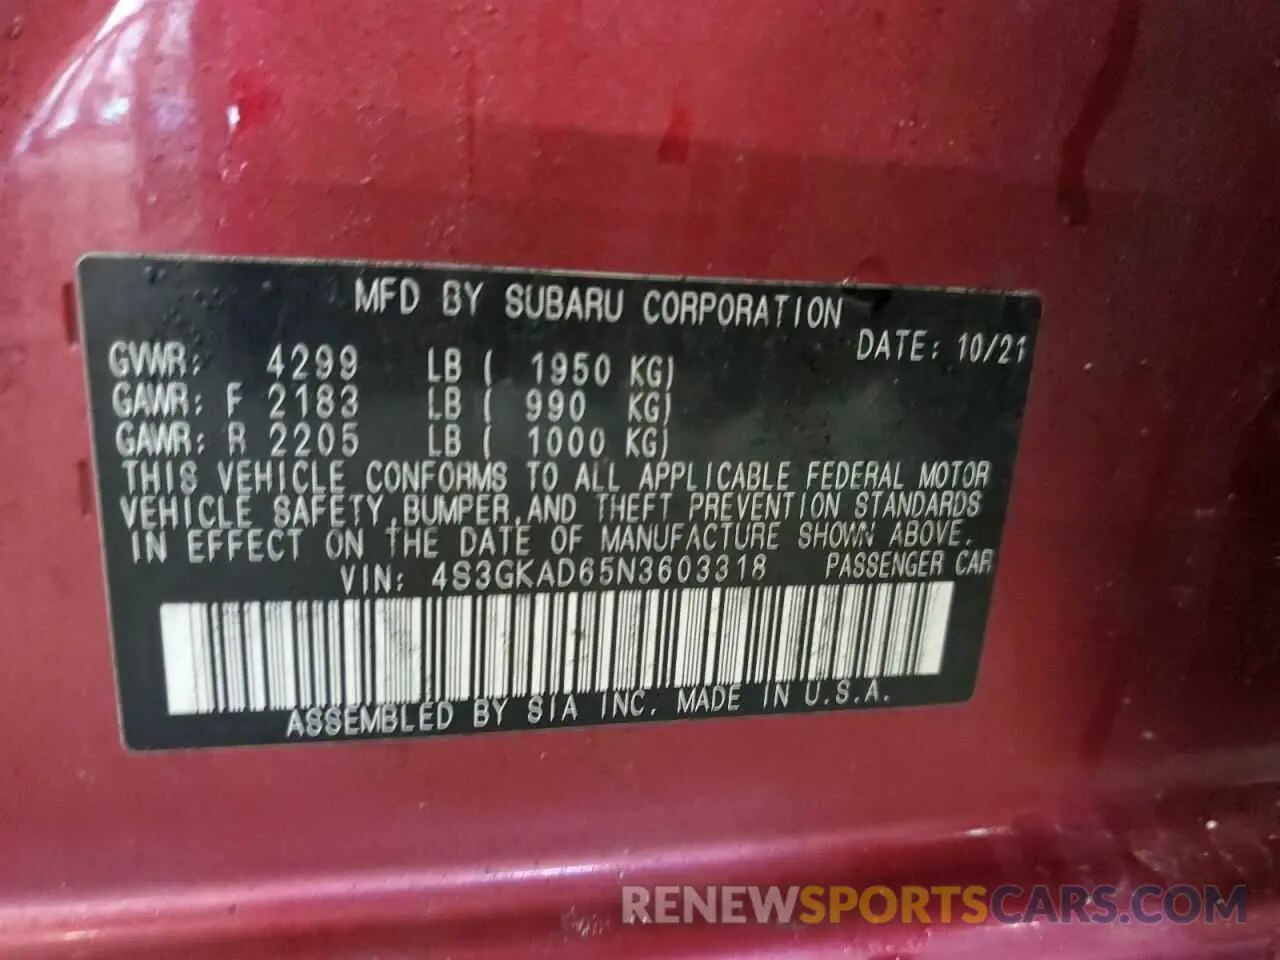 MFD BY SUBARU CORPORATION
DATE: 10/21
GVWR: 4299 LB ( 1950 KG)
GAWR: F 2183 LB ( 990 KG)
GAWR: R 2205 LB ( 1000 KG)
THIS VEHICLE CONFORMS TO ALL APPLICABLE FEDERAL MOTOR
VEHICLE SAFETY,BUMPER,AND THEFT PREVENTION STANDARDS
IN EFFECT ON THE DATE OF MANUFACTURE SHOWN ABOVE.
VIN: 4S3GKAD65N3603318 PASSENGER CAR
ASSEMBLED BY SIA INC. MADE IN U.S.A.
RENEWSPORTSCARS.COM